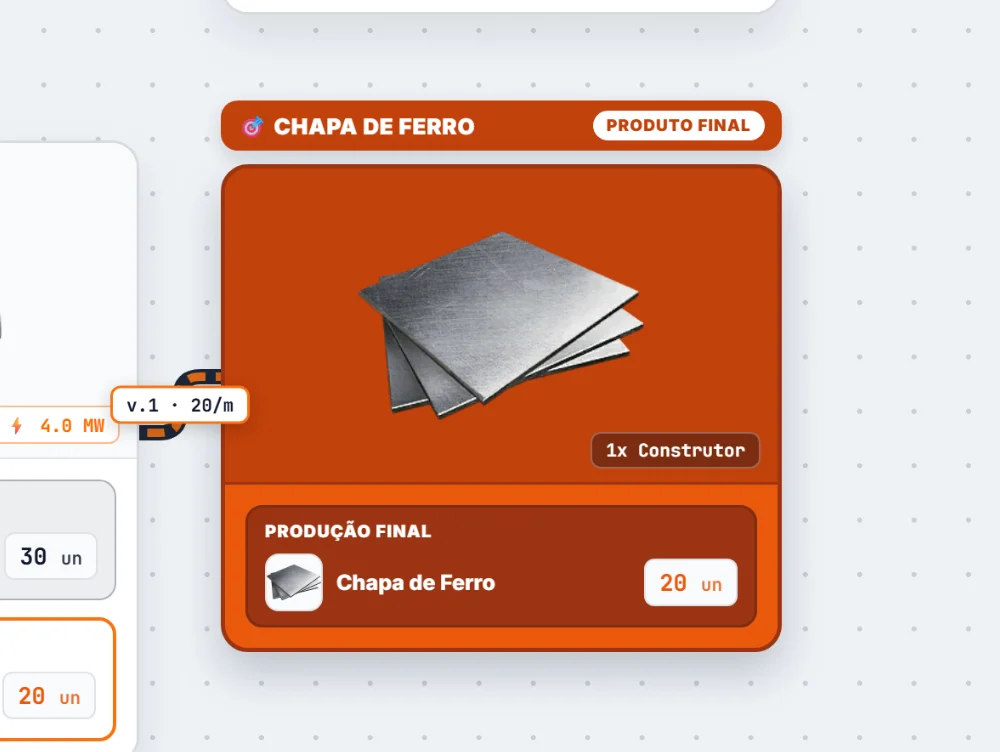 CHAPA DE FERRO
PRODUTO FINAL
v.1 · 20/m
4.0 MW
1x Construtor
30 un
20 un
PRODUÇÃO FINAL
Chapa de Ferro
20 un